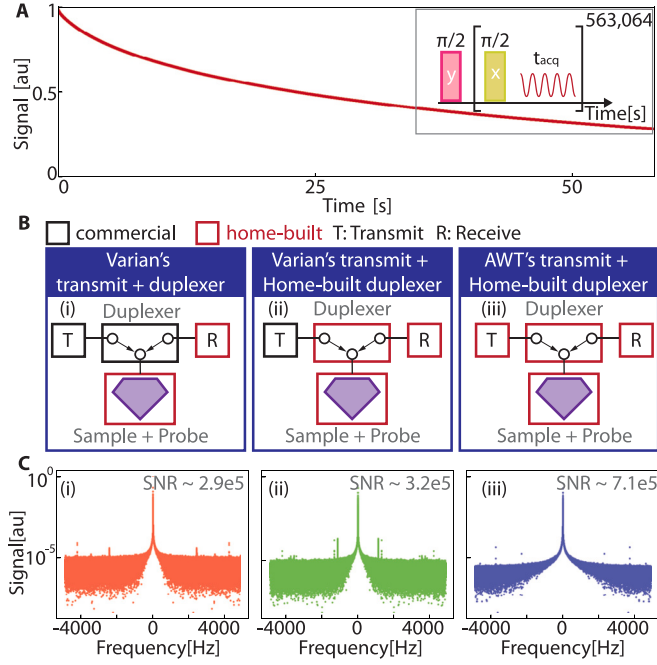 A
1
0.5
0
Signal [au]
0
25
50
Time [s]
π/2
π/2
563,064
y
x
tacq
Time[s]
B
commercial
home-built
T: Transmit
R: Receive
Varian's
transmit + duplexer
(i)
Duplexer
T
R
Sample + Probe
Varian's transmit +
Home-built duplexer
(ii)
Duplexer
T
R
Sample + Probe
AWT's transmit +
Home-built duplexer
(iii)
Duplexer
T
R
Sample + Probe
C
Signal[au]
10^0
10^-5
(i)
SNR ~ 2.9e5
-4000
0
4000
Frequency[Hz]
(ii)
SNR ~ 3.2e5
-4000
0
4000
Frequency[Hz]
(iii)
SNR ~ 7.1e5
-4000
0
4000
Frequency[Hz]